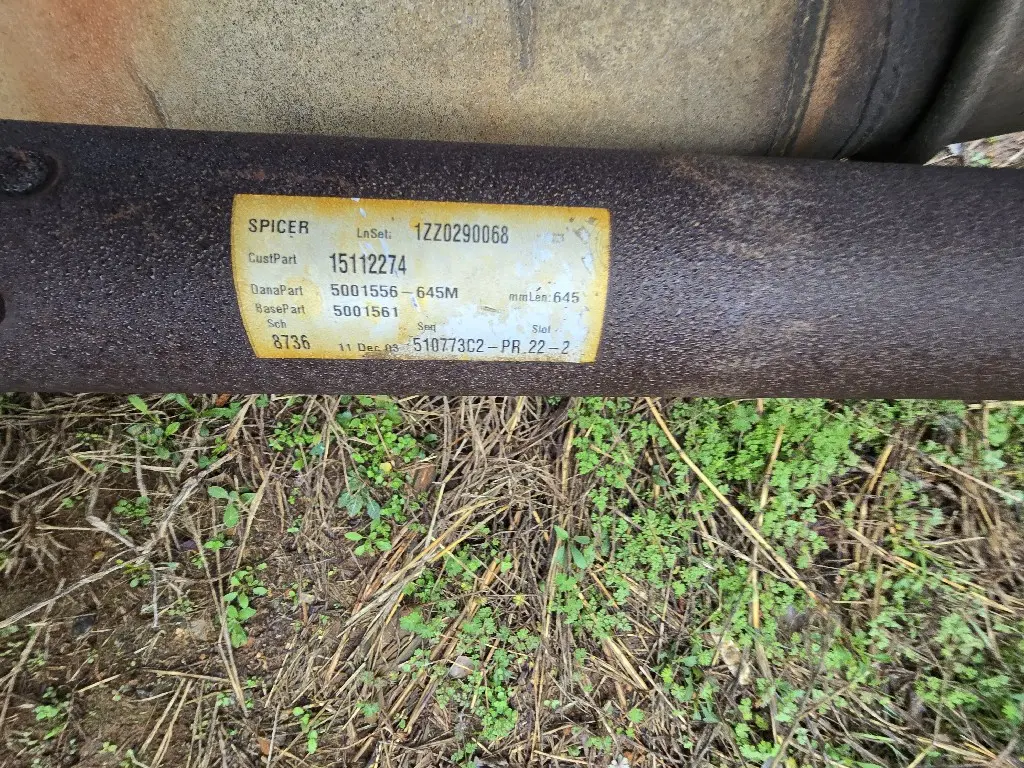 SPICER LnSet: 1ZZ0290068
CustPart 15112274
DanaPart 5001556-645M mmLen: 645
BasePart 5001561
Sch Seq Slot
8736 11 Dec 03 510773C2-PR 22-2